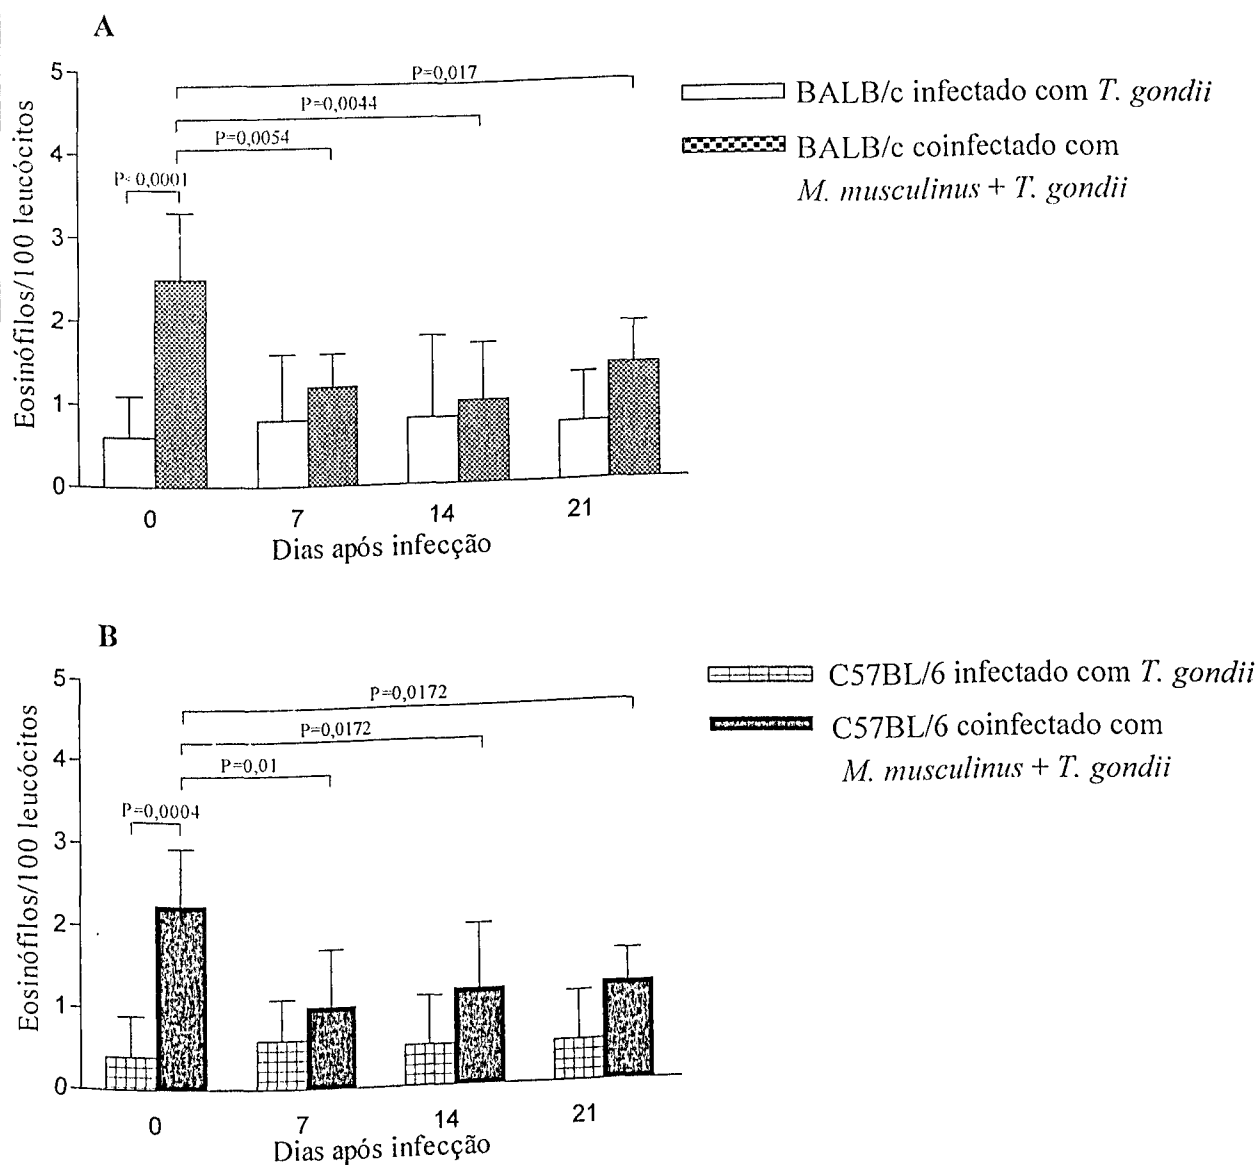 A
P=0,017
P=0,0044
P=0,0054
P< 0,0001
5
4
3
2
1
0
Eosinófilos/100 leucócitos
0 7 14 21
Dias após infecção
BALB/c infectado com T. gondii
BALB/c coinfectado com
M. musculinus + T. gondii
B
P=0,0172
P=0,0172
P=0,01
P=0,0004
5
4
3
2
1
0
Eosinófilos/100 leucócitos
0 7 14 21
Dias após infecção
C57BL/6 infectado com T. gondii
C57BL/6 coinfectado com
M. musculinus + T. gondii